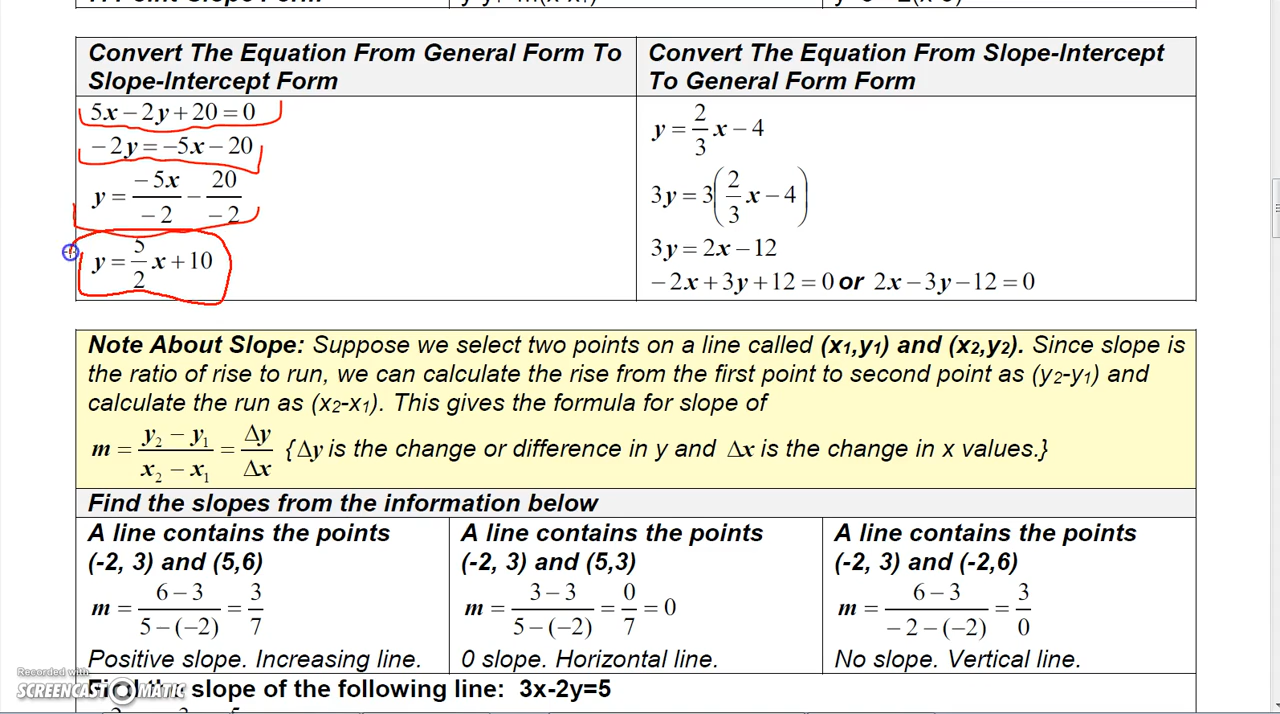 Convert The Equation From General Form To
Slope-Intercept Form
5x − 2y + 20 = 0
−2y = −5x − 20
y = −5x/−2 − 20/−2
y = 5/2 x + 10
Convert The Equation From Slope-Intercept
To General Form Form
y = 2/3 x − 4
3y = 3(2/3 x − 4)
3y = 2x − 12
−2x + 3y + 12 = 0 or 2x − 3y − 12 = 0
Note About Slope: Suppose we select two points on a line called (x₁,y₁) and (x₂,y₂). Since slope is
the ratio of rise to run, we can calculate the rise from the first point to second point as (y₂-y₁) and
calculate the run as (x₂-x₁). This gives the formula for slope of
m = y₂ − y₁/x₂ − x₁ = Δy/Δx {Δy is the change or difference in y and Δx is the change in x values.}
Find the slopes from the information below
A line contains the points
(-2, 3) and (5,6)
m = 6 − 3/5 − (−2) = 3/7
Positive slope. Increasing line.
A line contains the points
(-2, 3) and (5,3)
m = 3 − 3/5 − (−2) = 0/7 = 0
0 slope. Horizontal line.
A line contains the points
(-2, 3) and (-2,6)
m = 6 − 3/−2 − (−2) = 3/0
No slope. Vertical line.
Find the slope of the following line: 3x-2y=5
Recorded with
SCREENCAST-O-MATIC